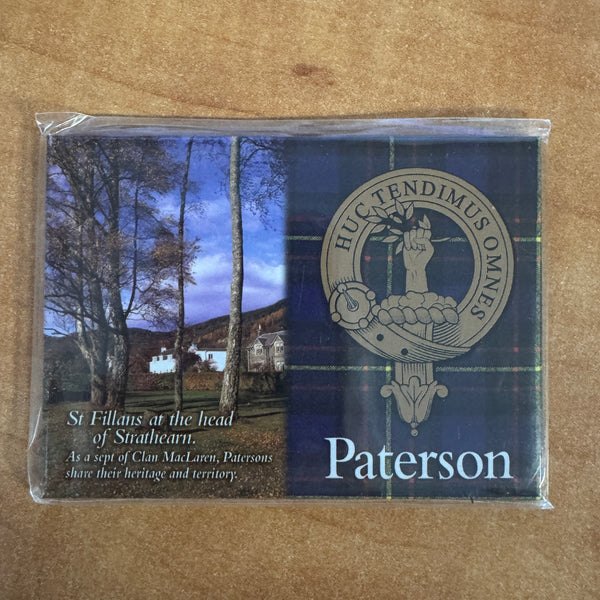 St Fillans at the head
of Strathearn.
As a sept of Clan MacLaren, Patersons
share their heritage and territory.
HUC TENDIMUS OMNES
Paterson